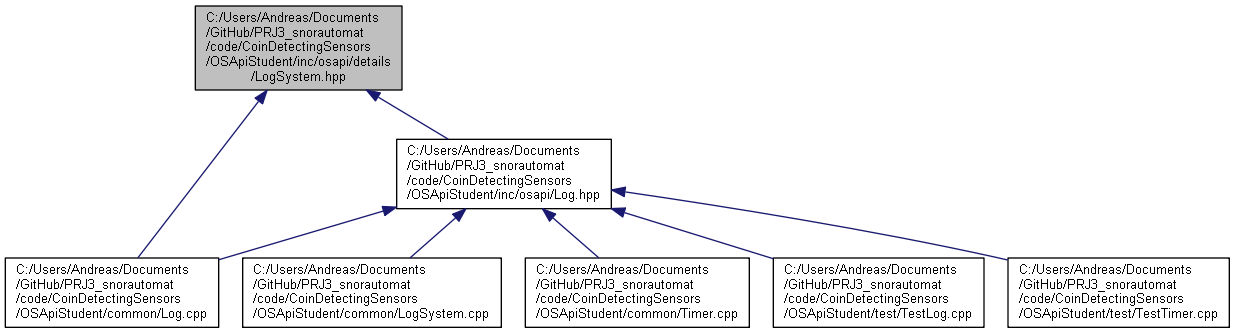 C:/Users/Andreas/Documents
/GitHub/PRJ3_snorautomat
/code/CoinDetectingSensors
/OSApiStudent/inc/osapi/details
/LogSystem.hpp
C:/Users/Andreas/Documents
/GitHub/PRJ3_snorautomat
/code/CoinDetectingSensors
/OSApiStudent/inc/osapi/Log.hpp
C:/Users/Andreas/Documents
/GitHub/PRJ3_snorautomat
/code/CoinDetectingSensors
/OSApiStudent/common/Log.cpp
C:/Users/Andreas/Documents
/GitHub/PRJ3_snorautomat
/code/CoinDetectingSensors
/OSApiStudent/common/LogSystem.cpp
C:/Users/Andreas/Documents
/GitHub/PRJ3_snorautomat
/code/CoinDetectingSensors
/OSApiStudent/common/Timer.cpp
C:/Users/Andreas/Documents
/GitHub/PRJ3_snorautomat
/code/CoinDetectingSensors
/OSApiStudent/test/TestLog.cpp
C:/Users/Andreas/Documents
/GitHub/PRJ3_snorautomat
/code/CoinDetectingSensors
/OSApiStudent/test/TestTimer.cpp